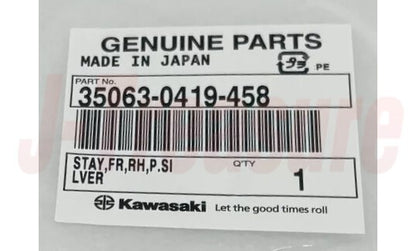 GENUINE PARTS
MADE IN JAPAN
PE
PART No.
35063-0419-458
STAY,FR,RH,P.SI
LVER
Q'TY
1
Kawasaki Let the good times roll